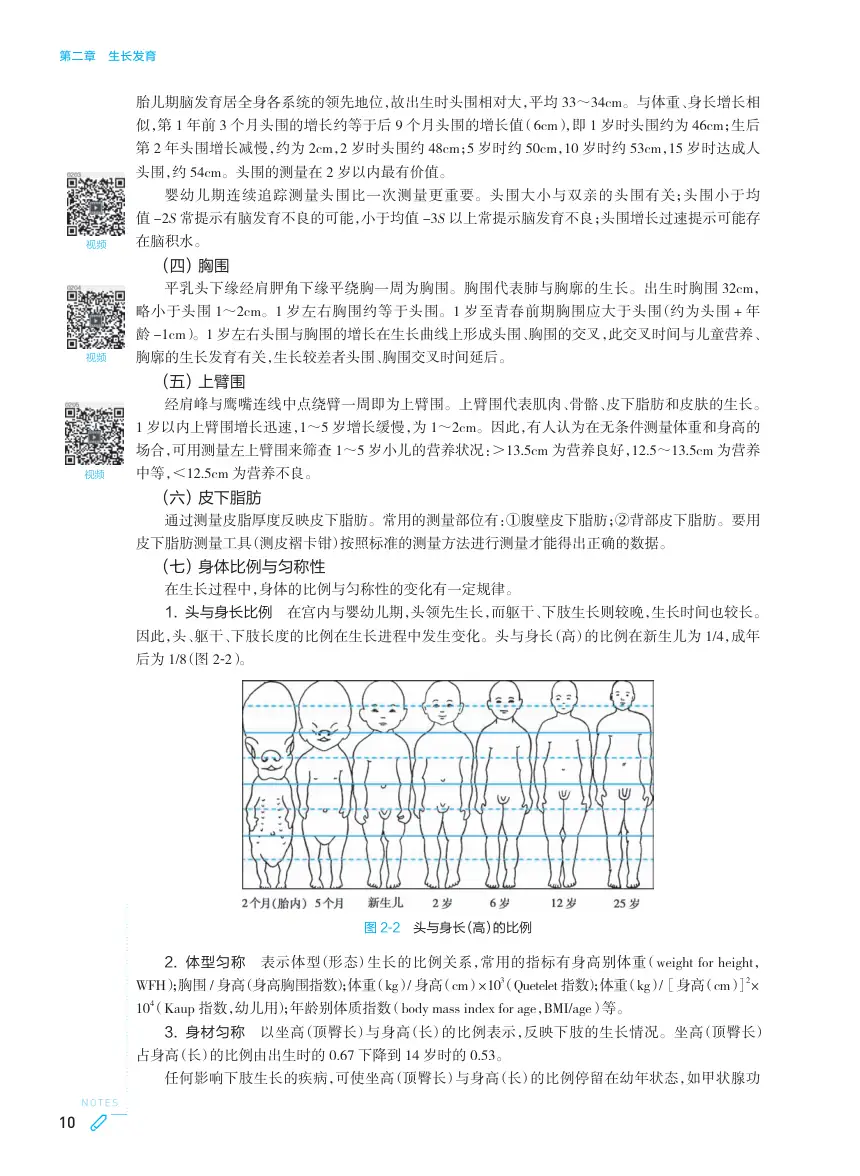 第二章 生长发育
胎儿期脑发育居全身各系统的领先地位，故出生时头围相对大，平均 33～34cm。与体重、身长增长相
似，第 1 年前 3 个月头围的增长约等于后 9 个月头围的增长值（6cm），即 1 岁时头围约为 46cm；生后
第 2 年头围增长减慢，约为 2cm，2 岁时头围约 48cm；5 岁时约 50cm，10 岁时约 53cm，15 岁时达成人
头围，约 54cm。头围的测量在 2 岁以内最有价值。
婴幼儿期连续追踪测量头围比一次测量更重要。头围大小与双亲的头围有关；头围小于均
值 –2S 常提示有脑发育不良的可能，小于均值 –3S 以上常提示脑发育不良；头围增长过速提示可能存
在脑积水。
视频
（四）胸围
平乳头下缘经肩胛角下缘平绕胸一周为胸围。胸围代表肺与胸廓的生长。出生时胸围 32cm，
略小于头围 1～2cm。1 岁左右胸围约等于头围。1 岁至青春前期胸围应大于头围（约为头围 + 年
龄 –1cm）。1 岁左右头围与胸围的增长在生长曲线上形成头围、胸围的交叉，此交叉时间与儿童营养、
胸廓的生长发育有关，生长较差者头围、胸围交叉时间延后。
视频
（五）上臂围
经肩峰与鹰嘴连线中点绕臂一周即为上臂围。上臂围代表肌肉、骨骼、皮下脂肪和皮肤的生长。
1 岁以内上臂围增长迅速，1～5 岁增长缓慢，为 1～2cm。因此，有人认为在无条件测量体重和身高的
场合，可用测量左上臂围来筛查 1～5 岁小儿的营养状况：＞13.5cm 为营养良好，12.5～13.5cm 为营养
中等，＜12.5cm 为营养不良。
视频
（六）皮下脂肪
通过测量皮脂厚度反映皮下脂肪。常用的测量部位有：①腹壁皮下脂肪；②背部皮下脂肪。要用
皮下脂肪测量工具（测皮褶卡钳）按照标准的测量方法进行测量才能得出正确的数据。
（七）身体比例与匀称性
在生长过程中，身体的比例与匀称性的变化有一定规律。
1. 头与身长比例 在宫内与婴幼儿期，头领先生长，而躯干、下肢生长则较晚，生长时间也较长。
因此，头、躯干、下肢长度的比例在生长进程中发生变化。头与身长（高）的比例在新生儿为 1/4，成年
后为 1/8（图 2-2）。
2个月（胎内） 5个月 新生儿 2岁 6岁 12岁 25岁
图 2-2 头与身长（高）的比例
2. 体型匀称 表示体型（形态）生长的比例关系，常用的指标有身高别体重（weight for height，
WFH）；胸围 / 身高（身高胸围指数）；体重（kg）/ 身高（cm）×10³（Quetelet 指数）；体重（kg）/［身高（cm）］²×
10⁴（Kaup 指数，幼儿用）；年龄别体质指数（body mass index for age，BMI/age）等。
3. 身材匀称 以坐高（顶臀长）与身高（长）的比例表示，反映下肢的生长情况。坐高（顶臀长）
占身高（长）的比例由出生时的 0.67 下降到 14 岁时的 0.53。
任何影响下肢生长的疾病，可使坐高（顶臀长）与身高（长）的比例停留在幼年状态，如甲状腺功
NOTES
10